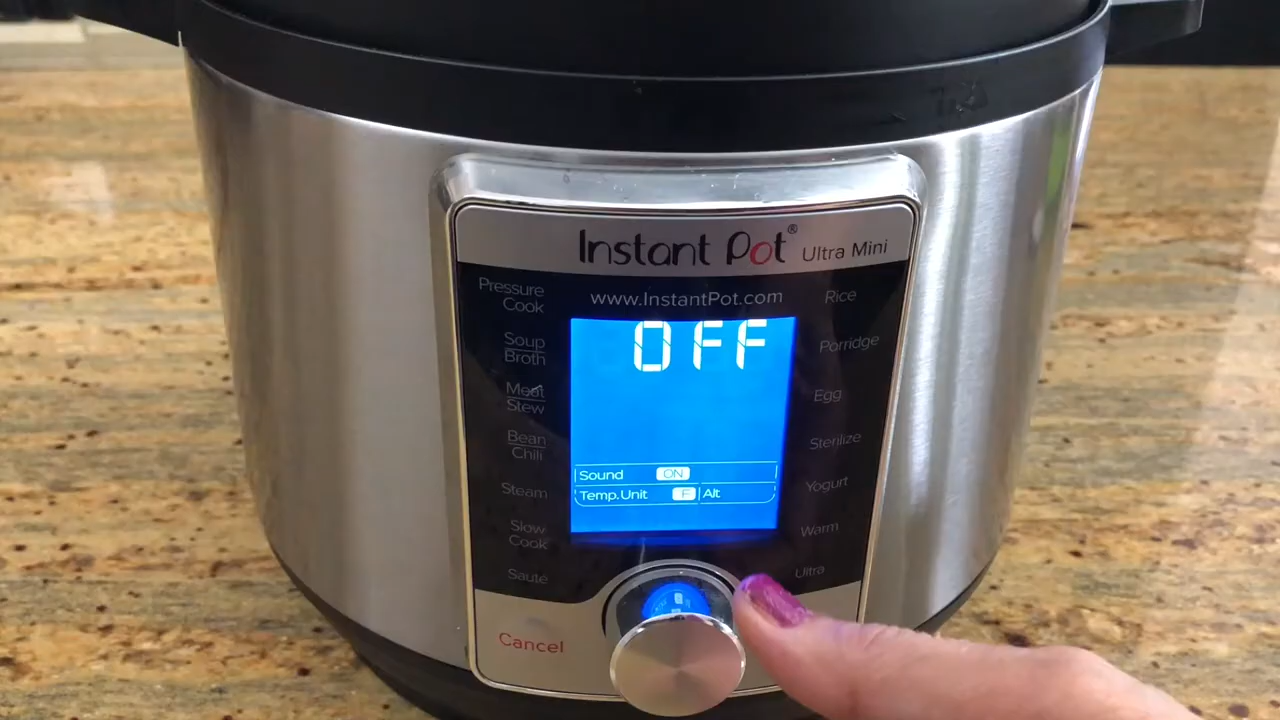 Instant Pot® Ultra Mini
www.InstantPot.com
Pressure
Cook
Soup
Broth
Meat
Stew
Bean
Chili
Steam
Slow
Cook
Sauté
Cancel
OFF
Sound ON
Temp.Unit F Alt
Rice
Porridge
Egg
Sterilize
Yogurt
Warm
Ultra